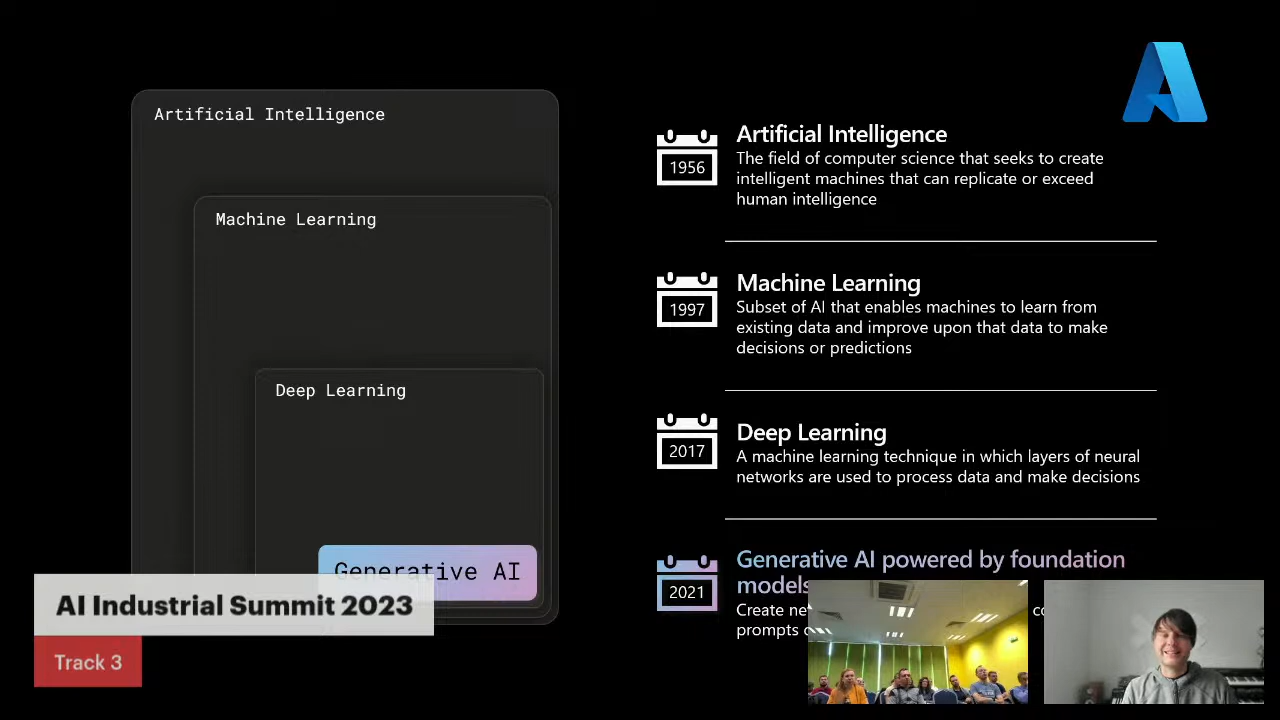 Artificial Intelligence
Machine Learning
Deep Learning
Generative AI
1956
Artificial Intelligence
The field of computer science that seeks to create
intelligent machines that can replicate or exceed
human intelligence
1997
Machine Learning
Subset of AI that enables machines to learn from
existing data and improve upon that data to make
decisions or predictions
2017
Deep Learning
A machine learning technique in which layers of neural
networks are used to process data and make decisions
2021
Generative AI powered by foundation
models
Create
prompts
AI Industrial Summit 2023
Track 3